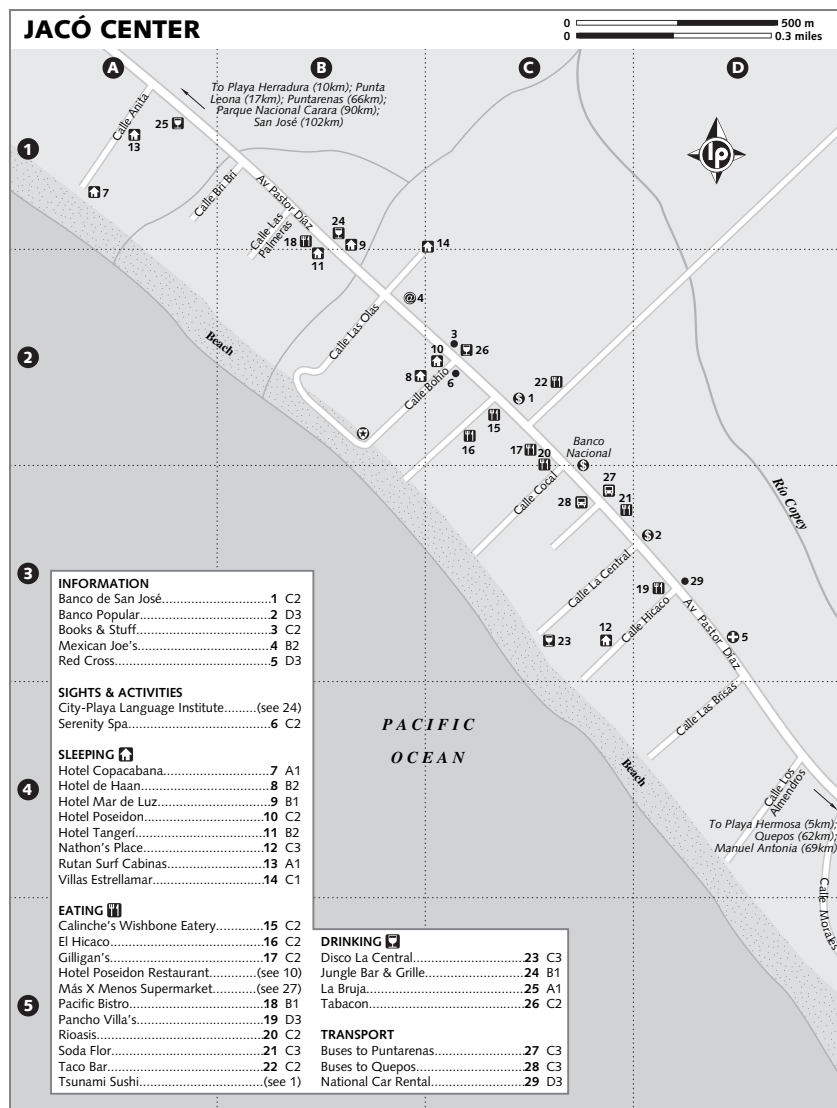 JACÓ CENTER
0 500 m
0 0.3 miles
A B C D
To Playa Herradura (10km); Punta
Leona (17km); Puntarenas (66km);
Parque Nacional Carara (90km);
San José (102km)
Calle Anita
25
13
1
7
Calle Bri Bri
Av Pastor Díaz
Calle Las
Palmeras
24
18
9
11
14
@4
Calle Las Olas
Beach
2
3
26
10
8
Calle Bohío
6
22
$1
15
16
17
20
Banco
Nacional
$
27
28
21
Calle Cocal
Río Copey
$2
3
Calle La Central
29
19
Av Pastor Díaz
Calle Hicaco
12
23
5
Calle Las Brisas
PACIFIC
OCEAN
4
Beach
Calle Los
Almendros
To Playa Hermosa (5km);
Quepos (62km);
Manuel Antonia (69km)
Calle Morales
5
lp
INFORMATION
Banco de San José.....1 C2
Banco Popular.....2 D3
Books & Stuff.....3 C2
Mexican Joe's.....4 B2
Red Cross.....5 D3
SIGHTS & ACTIVITIES
City-Playa Language Institute.....(see 24)
Serenity Spa.....6 C2
SLEEPING
Hotel Copacabana.....7 A1
Hotel de Haan.....8 B2
Hotel Mar de Luz.....9 B1
Hotel Poseidon.....10 C2
Hotel Tangerí.....11 B2
Nathon's Place.....12 C3
Rutan Surf Cabinas.....13 A1
Villas Estrellamar.....14 C1
EATING
Calinche's Wishbone Eatery.....15 C2
El Hicaco.....16 C2
Gilligan's.....17 C2
Hotel Poseidon Restaurant.....(see 10)
Más X Menos Supermarket.....(see 27)
Pacific Bistro.....18 B1
Pancho Villa's.....19 D3
Rioasis.....20 C2
Soda Flor.....21 C3
Taco Bar.....22 C2
Tsunami Sushi.....(see 1)
DRINKING
Disco La Central.....23 C3
Jungle Bar & Grille.....24 B1
La Bruja.....25 A1
Tabacon.....26 C2
TRANSPORT
Buses to Puntarenas.....27 C3
Buses to Quepos.....28 C3
National Car Rental.....29 D3